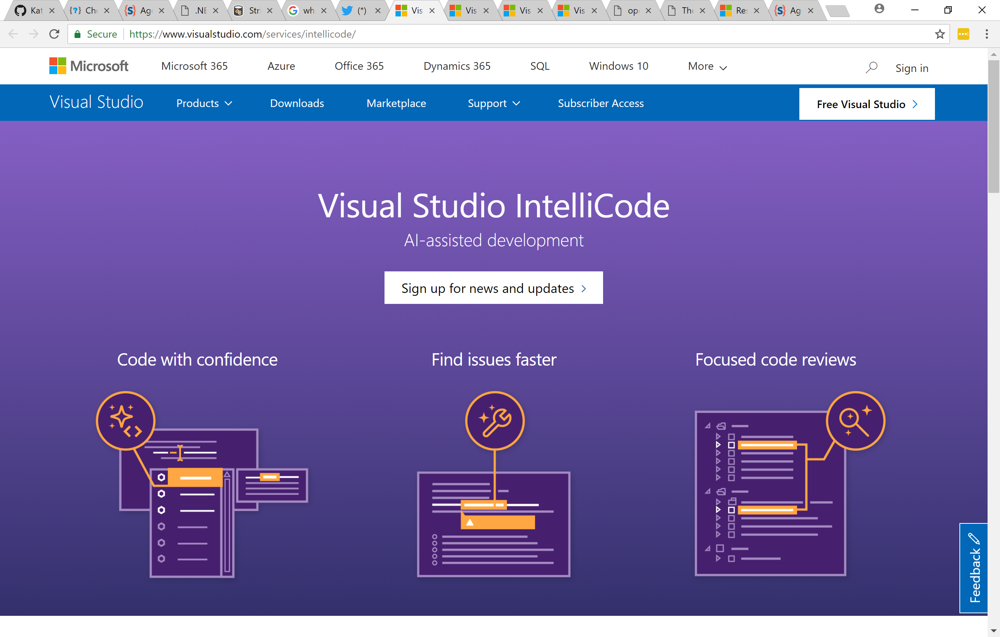 Kat
{?} Ch
{S} Ag
.NE
Stri
wh
(*)
Vis
Vis
Vis
Vis
op
The
Res
{S} Ag
Secure
https://www.visualstudio.com/services/intellicode/
Microsoft
Microsoft 365
Azure
Office 365
Dynamics 365
SQL
Windows 10
More
Sign in
Visual Studio
Products
Downloads
Marketplace
Support
Subscriber Access
Free Visual Studio
Visual Studio IntelliCode
AI-assisted development
Sign up for news and updates
Code with confidence
Find issues faster
Focused code reviews
Feedback